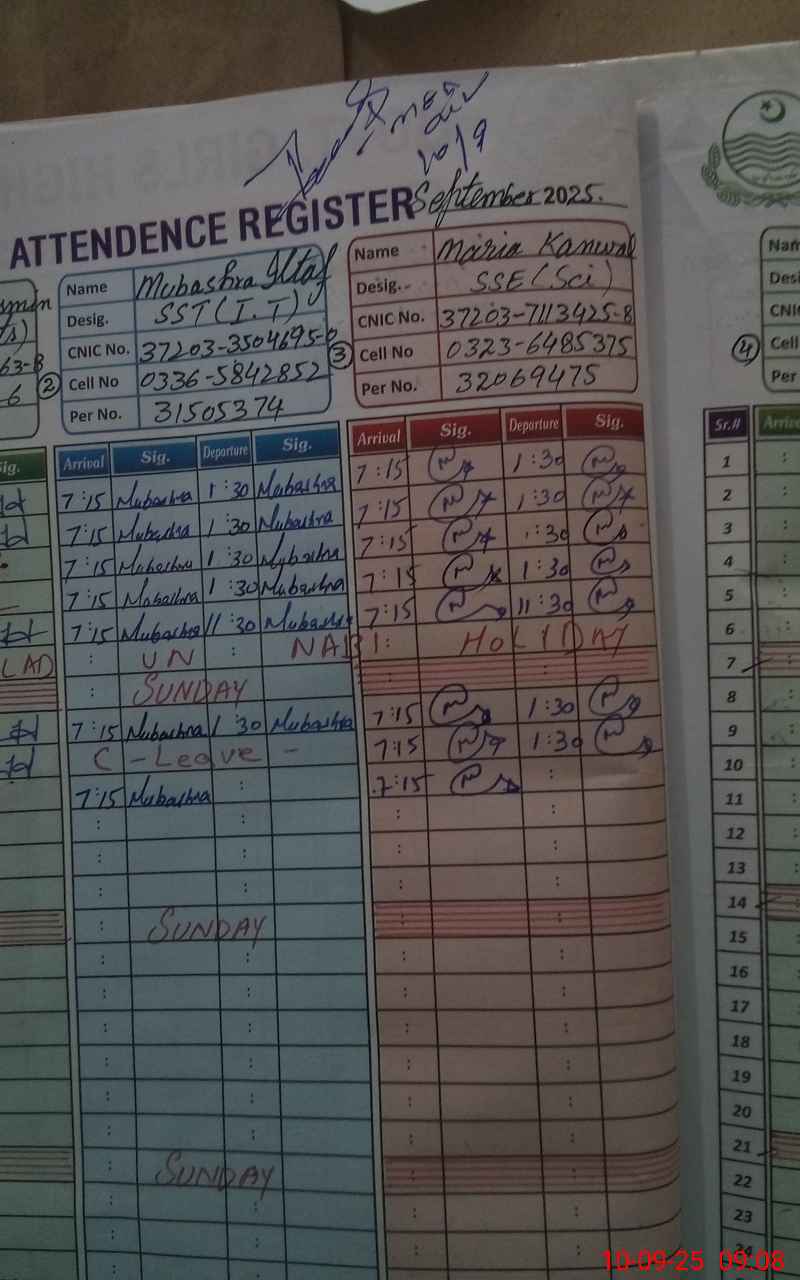 10/9
ATTENDENCE REGISTER September 2025.
Name Mubashra Iltaf
Desig. SST (I.T)
CNIC No. 37203-3504695-0
2 Cell No 0336-5842852
Per No. 31505374
Name Maria Kanwal
Desig. SSE (Sci)
CNIC No. 37203-7113425-8
3 Cell No 0323-6485375
Per No. 32069475
4
CNIC
Cell
Per
Sig. Arrival Sig. Departure Sig. Arrival Sig. Departure Sig. Sr.#
7:15 Mubashra 1:30 Mubashra 7:15 1:30 1
7:15 Mubashra 1:30 Mubashra 7:15 1:30 2
7:15 Mubashra 1:30 Mubashra 7:15 1:30 3
7:15 Mubashra 1:30 Mubashra 7:15 1:30 4
7:15 Mubashra 11:30 Mubashra 7:15 11:30 5
LAD : UN : NABI : HOLIDAY 6
: SUNDAY : : 7
7:15 Mubashra 1:30 Mubashra 7:15 1:30 8
C-Leave - 7:15 1:30 9
7:15 Mubashra : 7:15 : 10
: : : : 11
: : : : 12
: : : : 13
: SUNDAY : : 14
: : : : 15
: : : : 16
: : : : 17
: : : : 18
: : : : 19
: : : : 20
: SUNDAY : : 21
: : : : 22
: : : : 23
24
10-09-25 09:08